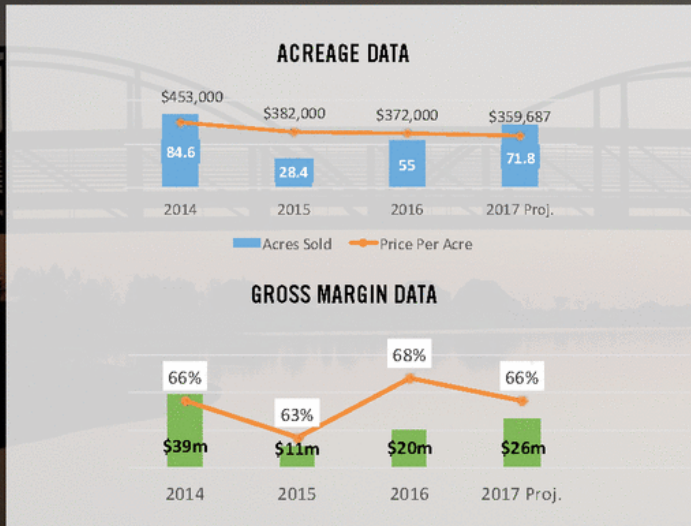 ACREAGE DATA
$453,000
$382,000
$372,000
$359,687
84.6
28.4
55
71.8
2014
2015
2016
2017 Proj.
Acres Sold
Price Per Acre
GROSS MARGIN DATA
66%
63%
68%
66%
$39m
$11m
$20m
$26m
2014
2015
2016
2017 Proj.